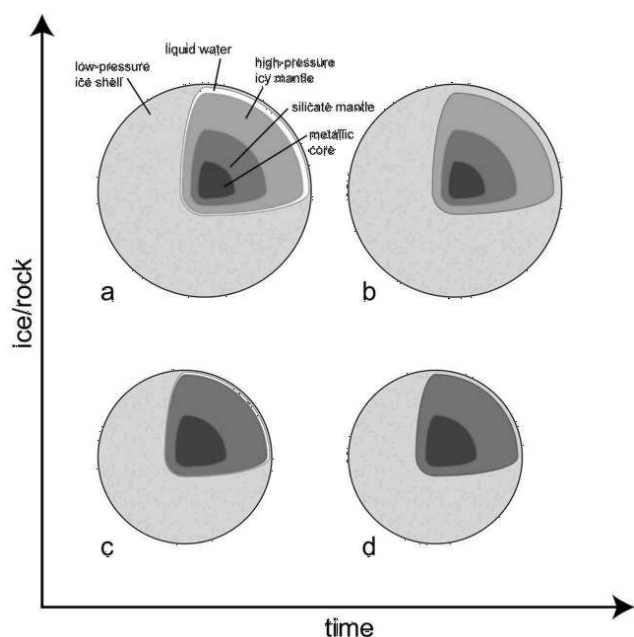 liquid water
low-pressure
ice shell
high-pressure
icy mantle
silicate mantle
metallic
core
a
b
ice/rock
c
d
time